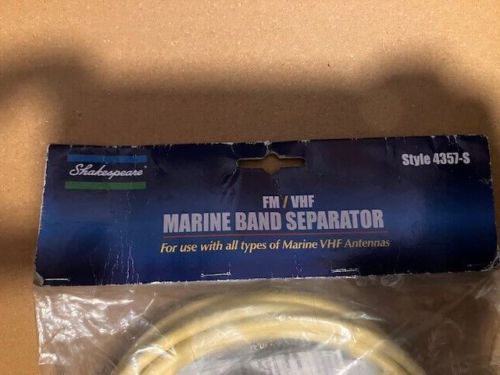 Shakespeare®
Style 4357-S
FM / VHF
MARINE BAND SEPARATOR
For use with all types of Marine VHF Antennas